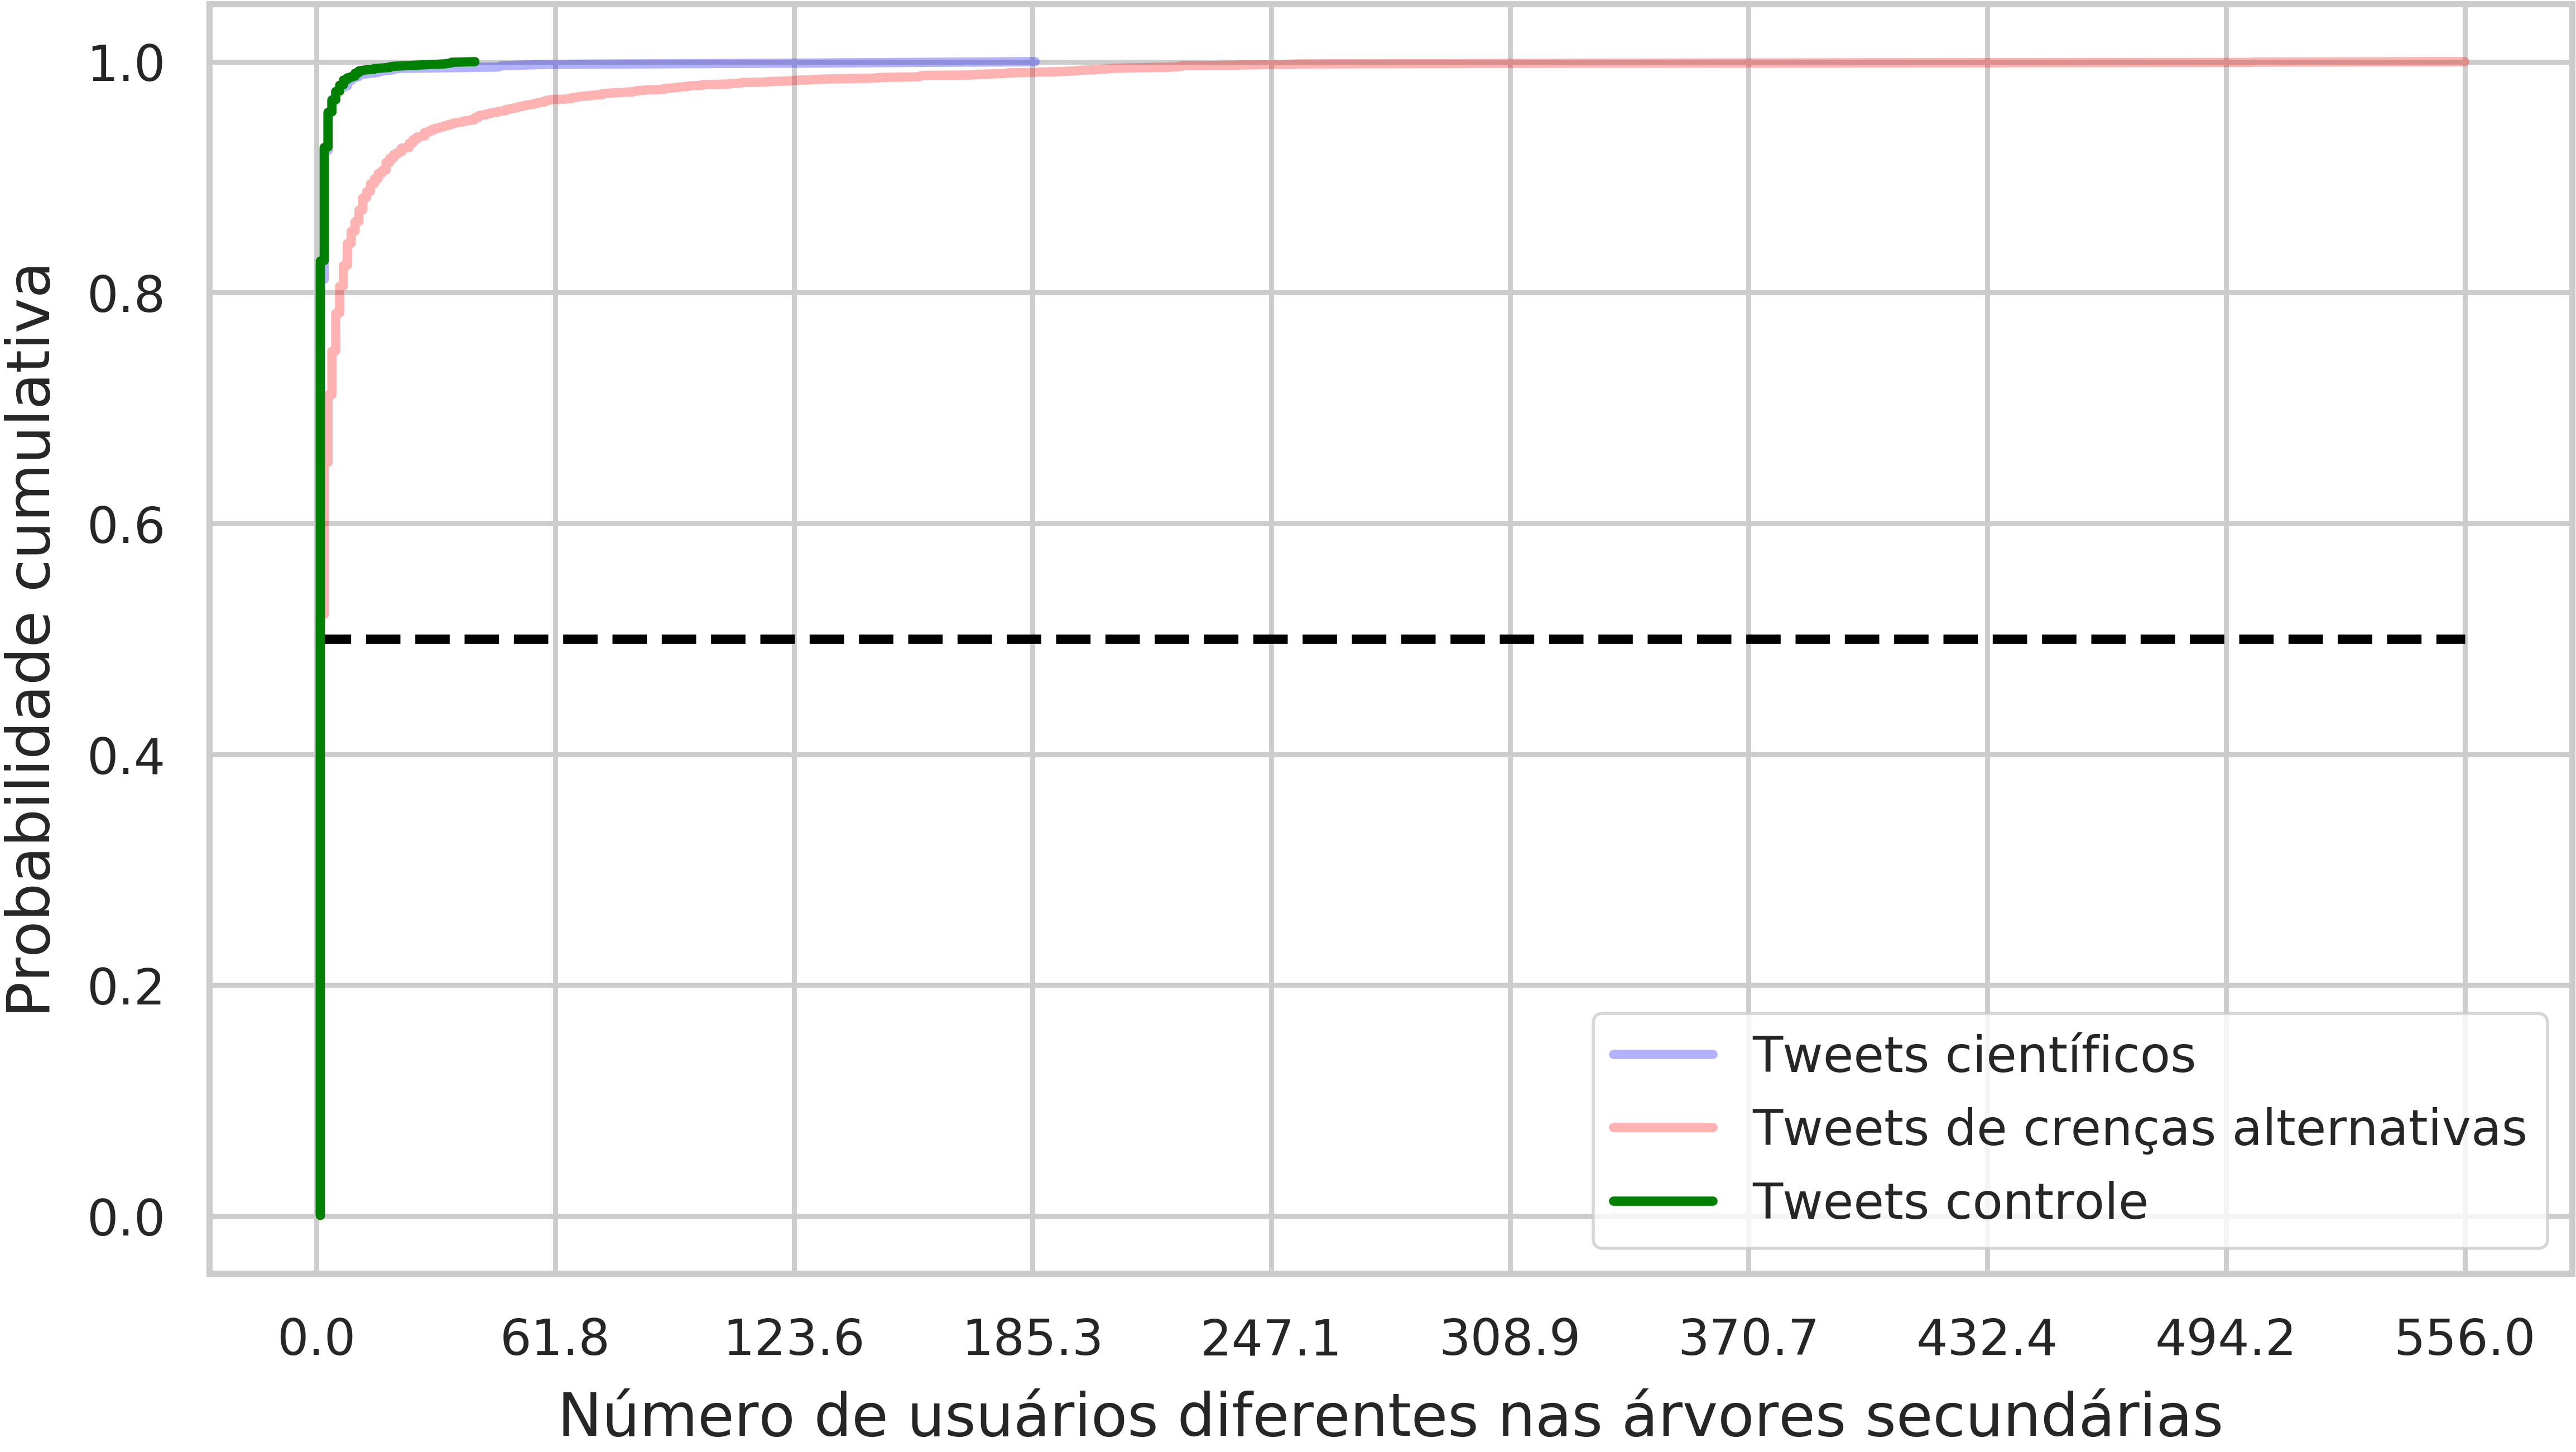 Probabilidade cumulativa
1.0
0.8
0.6
0.4
0.2
0.0
Tweets científicos
Tweets de crenças alternativas
Tweets controle
0.0 61.8 123.6 185.3 247.1 308.9 370.7 432.4 494.2 556.0
Número de usuários diferentes nas árvores secundárias